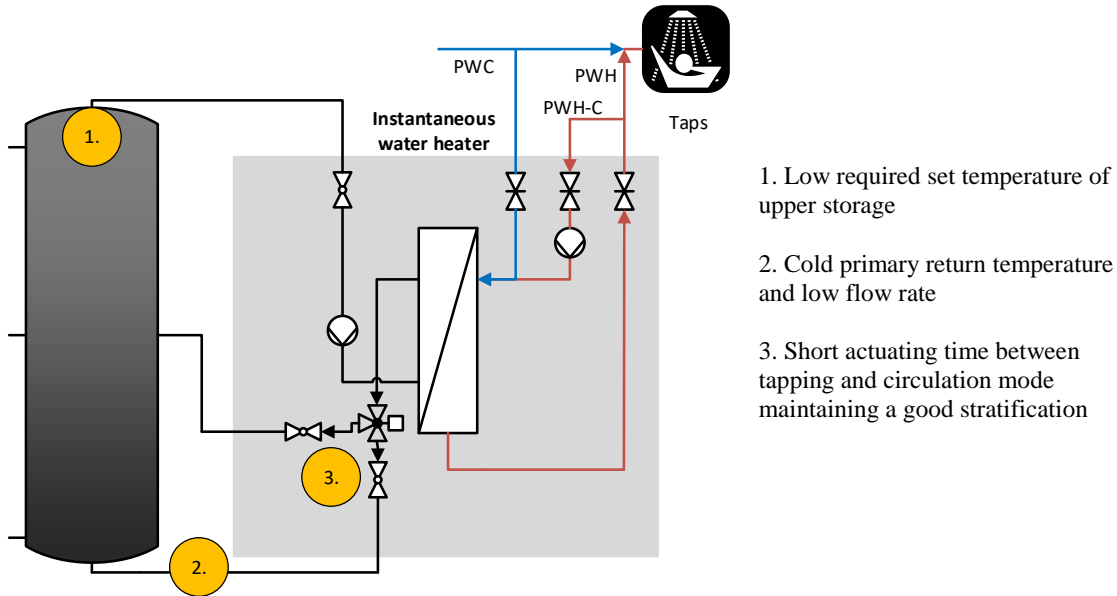 PWC
PWH
PWH-C
Taps
Instantaneous
water heater
1.
3.
2.
1. Low required set temperature of
upper storage
2. Cold primary return temperature
and low flow rate
3. Short actuating time between
tapping and circulation mode
maintaining a good stratification